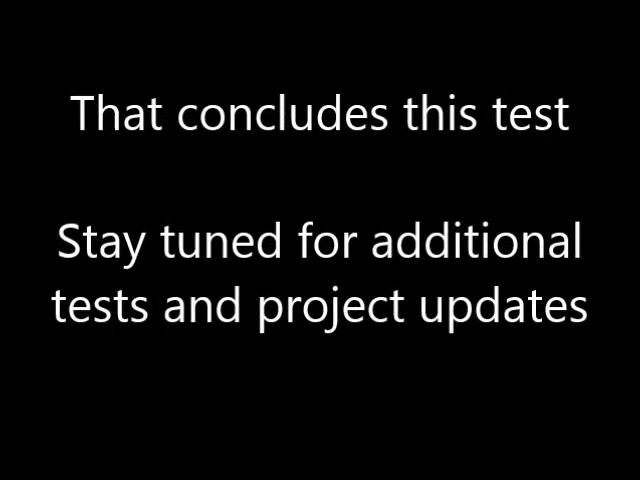 That concludes this test
Stay tuned for additional
tests and project updates